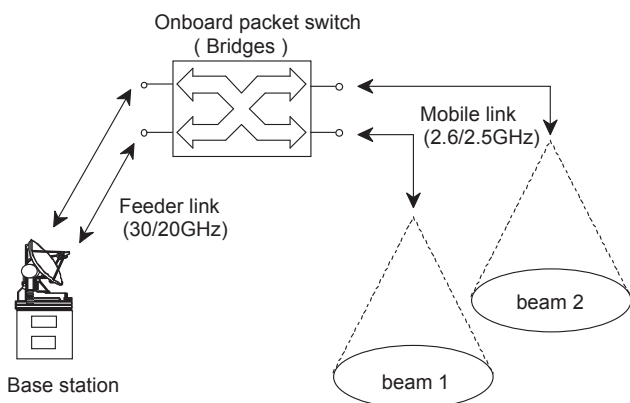 Onboard packet switch
( Bridges )
Mobile link
(2.6/2.5GHz)
Feeder link
(30/20GHz)
beam 2
beam 1
Base station